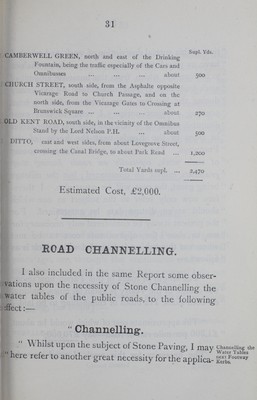 31
Supl. Yds.
CAMBERWELL GREEN, north and east of the Drinking
Fountain, being the traffic especially of the Cars and
Omnibusses ... ... ... about 500
CHURCH STREET, south side, from the Asphalte opposite
Vicarage Road to Church Passage, and on the
north side, from the Vicarage Gates to Crossing at
Brunswick Square ... ... ... about 270
OLD KENT ROAD, south side, in the vicinity of the Omnibus
Stand by the Lord Nelson P.H. ... about 500
DITTO, east and west sides, from about Lovegrove Street,
crossing the Canal Bridge, to about Park Road ... 1,200
Total Yards supl. ... 2,470
Estimated Cost, £2,000.
ROAD CHANNELLING.
I also included in the same Report some obser-
vations upon the necessity of Stone Channelling the
water tables of the public roads, to the following
effect:—
" Channelling.
" Whilst upon the subject of Stone Paving, I may
" here refer to another great necessity for the applica-
Channelling the
Water Tables
next Footway
Kerbs.